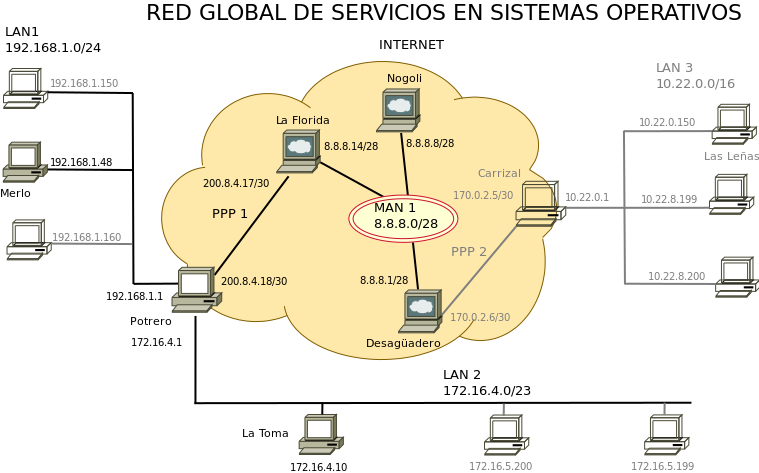 RED GLOBAL DE SERVICIOS EN SISTEMAS OPERATIVOS
LAN1
192.168.1.0/24
INTERNET
LAN 3
10.22.0.0/16
192.168.1.150
Nogoli
La Florida
8.8.8.14/28
8.8.8.8/28
10.22.0.150
Las Leñas
192.168.1.48
Merlo
200.8.4.17/30
Carrizal
170.0.2.5/30
10.22.0.1
10.22.8.199
PPP 1
MAN 1
8.8.8.0/28
192.168.1.160
PPP 2
200.8.4.18/30
8.8.8.1/28
10.22.8.200
192.168.1.1
Potrero
172.16.4.1
170.0.2.6/30
Desagüadero
LAN 2
172.16.4.0/23
La Toma
172.16.4.10
172.16.5.200
172.16.5.199